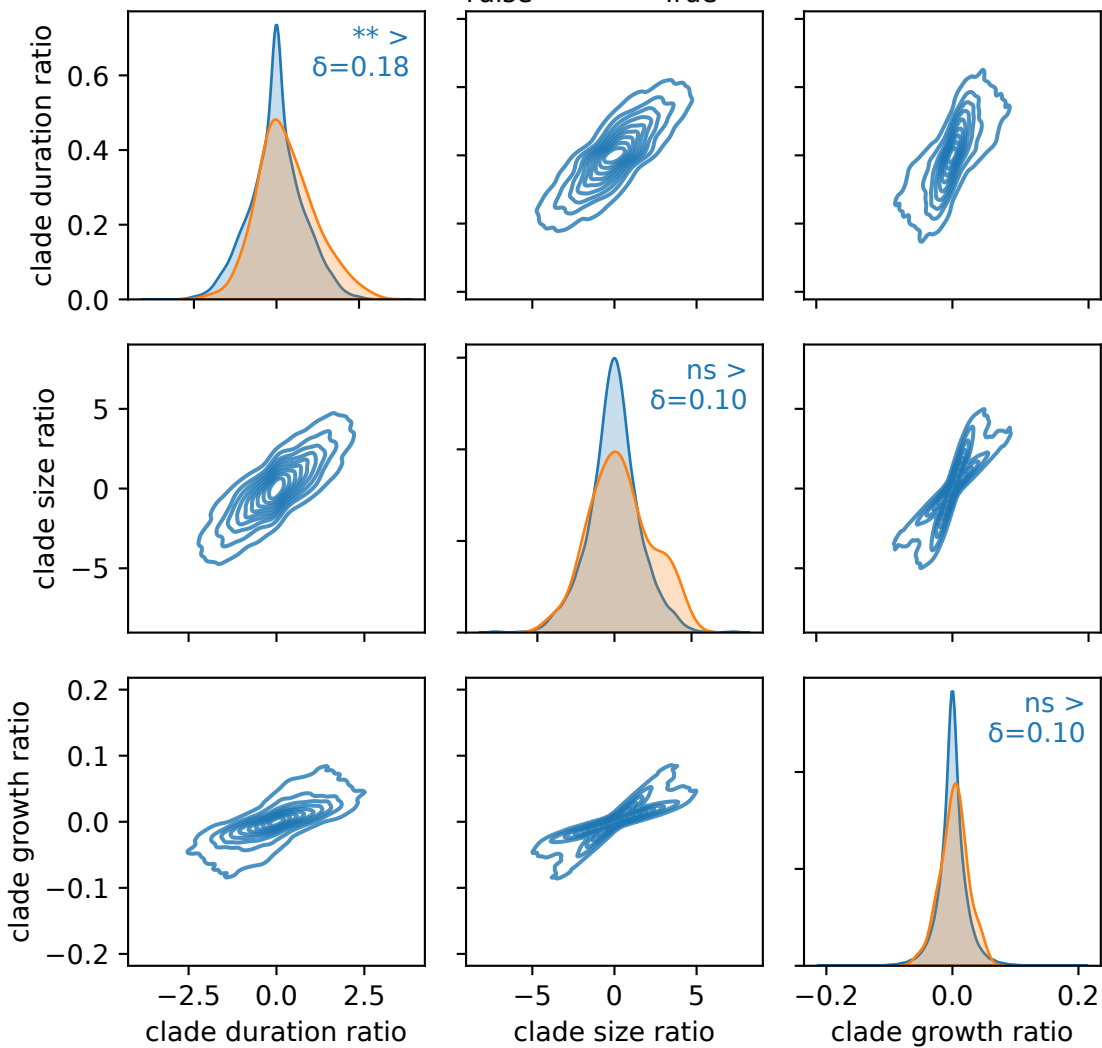 False True
clade duration ratio
0.6
0.4
0.2
0.0
** >
δ=0.18
clade size ratio
5
0
−5
ns >
δ=0.10
clade growth ratio
0.2
0.1
0.0
−0.1
−0.2
ns >
δ=0.10
−2.5 0.0 2.5
−5 0 5
−0.2 0.0 0.2
clade duration ratio
clade size ratio
clade growth ratio